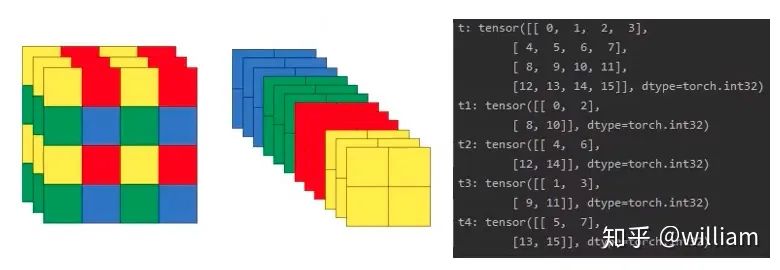 t: tensor([[ 0,  1,  2,  3],
        [ 4,  5,  6,  7],
        [ 8,  9, 10, 11],
        [12, 13, 14, 15]], dtype=torch.int32)
t1: tensor([[ 0,  2],
        [ 8, 10]], dtype=torch.int32)
t2: tensor([[ 4,  6],
        [12, 14]], dtype=torch.int32)
t3: tensor([[ 1,  3],
        [ 9, 11]], dtype=torch.int32)
t4: tensor([[ 5,  7],
        [13, 15]], dtype=torch.int32)
知乎 @william